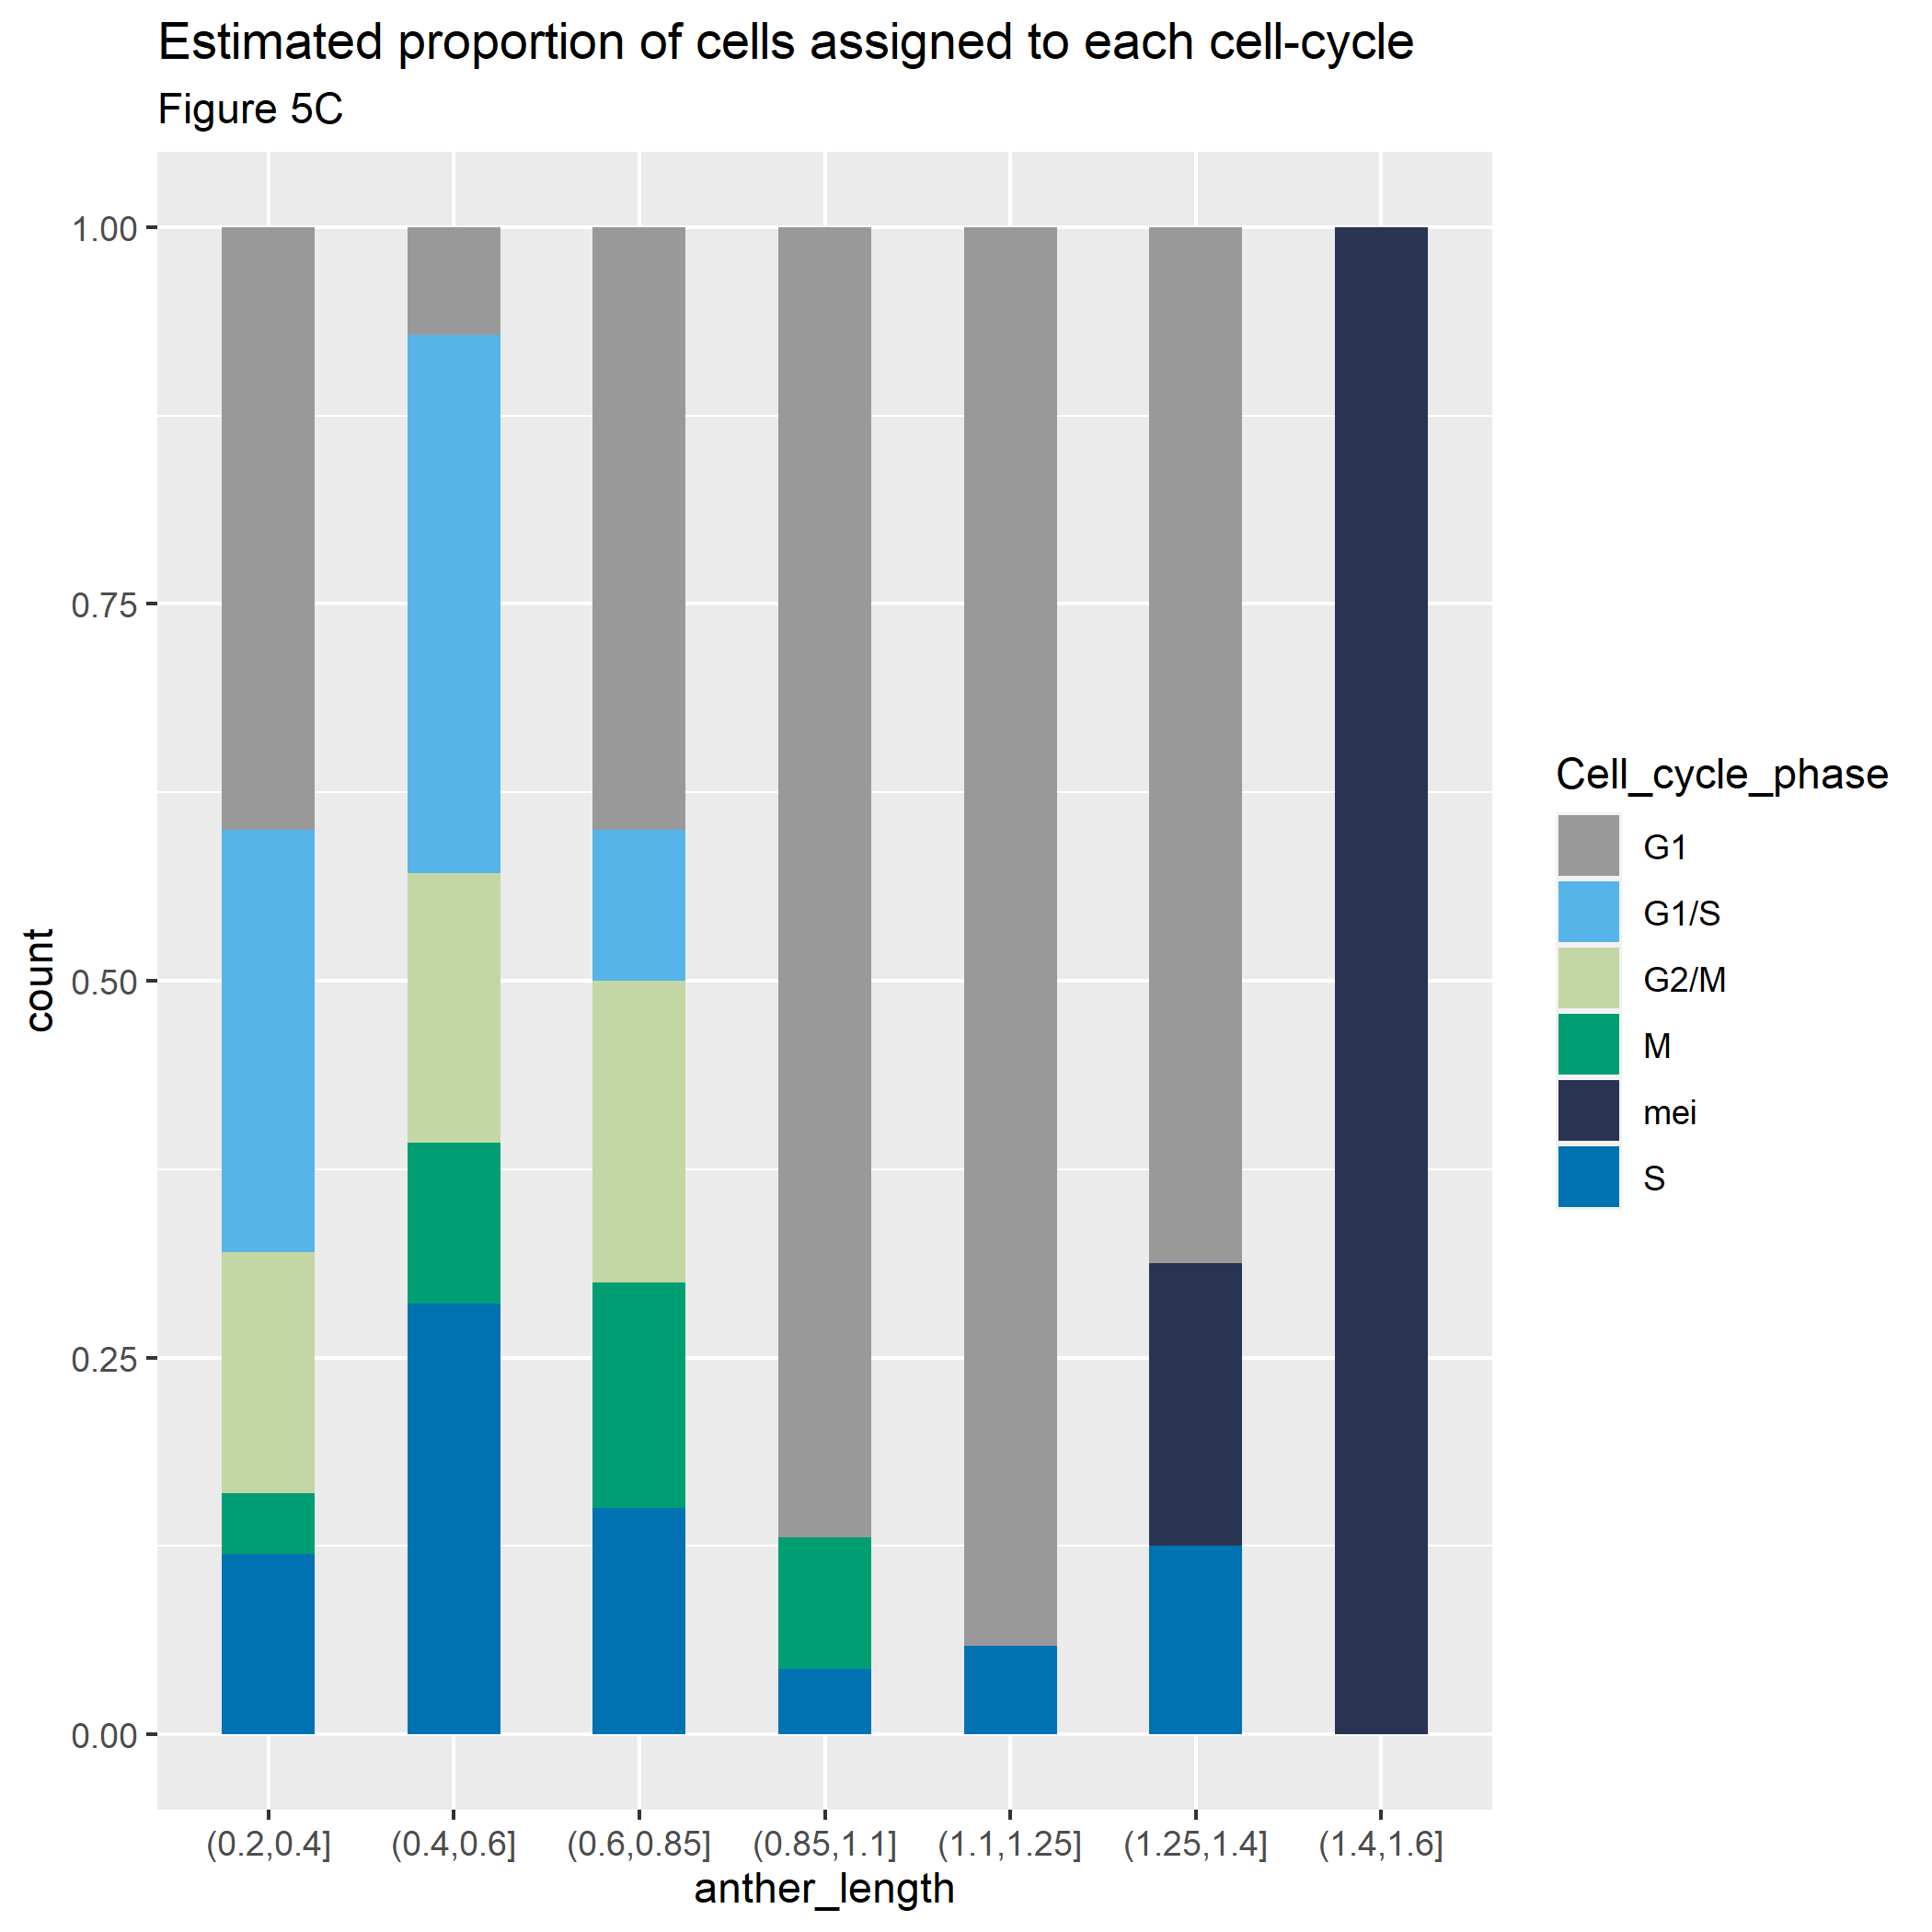 Estimated proportion of cells assigned to each cell-cycle
Figure 5C
1.00
0.75
0.50
0.25
0.00
count
(0.2,0.4] (0.4,0.6] (0.6,0.85] (0.85,1.1] (1.1,1.25] (1.25,1.4] (1.4,1.6]
anther_length
Cell_cycle_phase
G1
G1/S
G2/M
M
mei
S